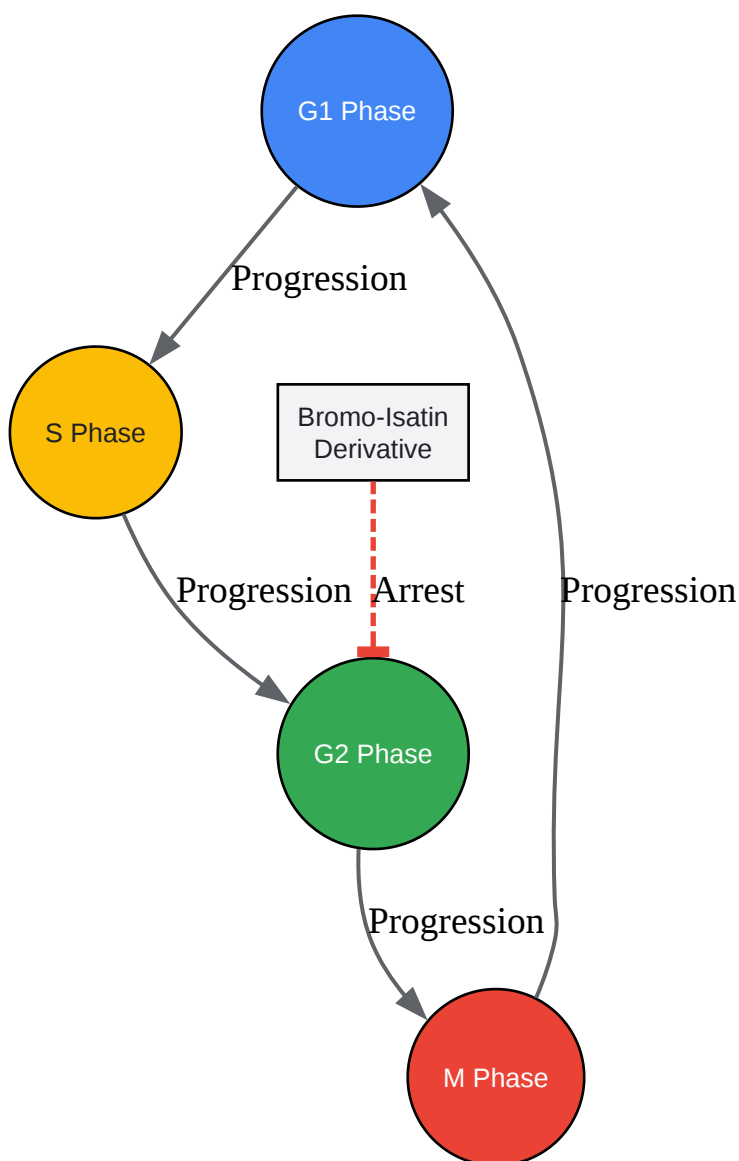 G1 Phase
Progression
S Phase
Bromo-Isatin
Derivative
Progression
Arrest
Progression
G2 Phase
Progression
M Phase